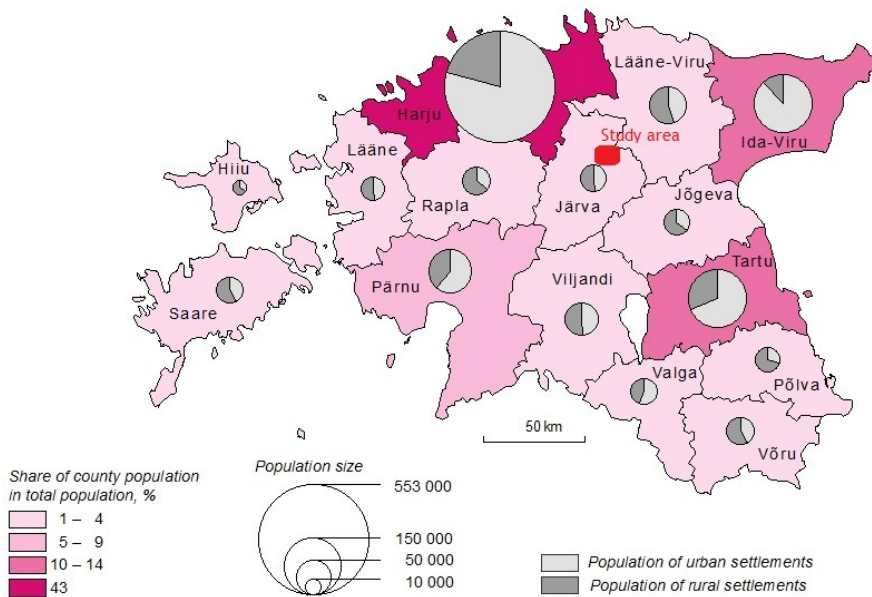 Lääne-Viru
Harju
Study area
Ida-Viru
Lääne
Hiiu
Rapla
Järva
Jõgeva
Tartu
Pärnu
Viljandi
Saare
Valga
Põlva
50 km
Võru
Share of county population
in total population, %
1 – 4
5 – 9
10 – 14
43
Population size
553 000
150 000
50 000
10 000
Population of urban settlements
Population of rural settlements